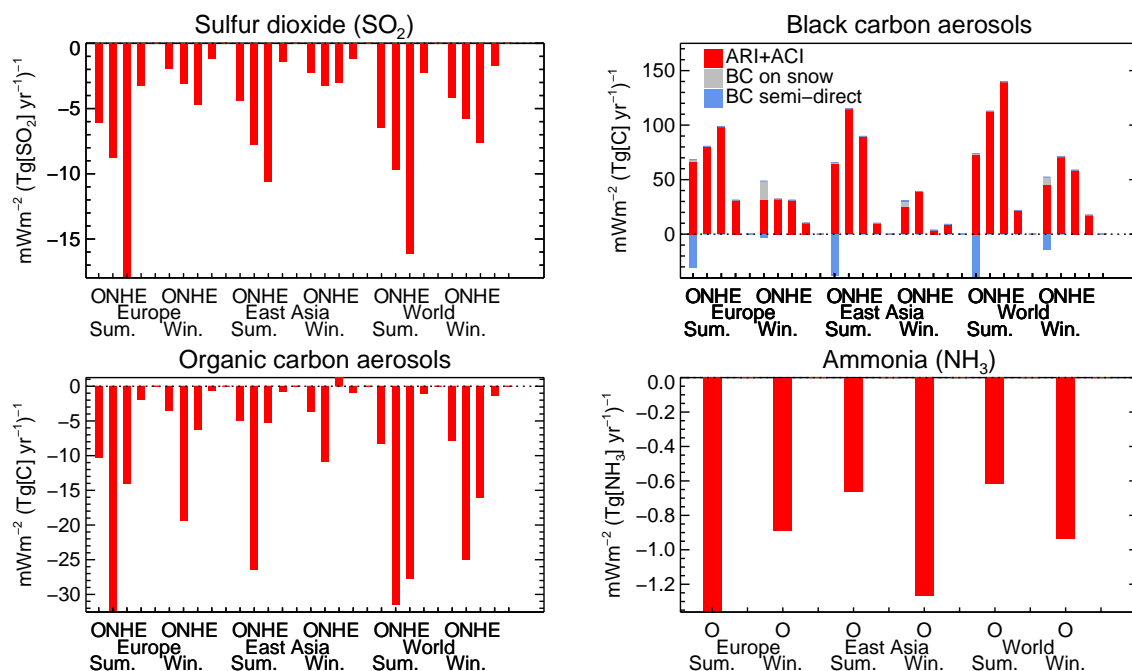 Sulfur dioxide (SO₂)
mWm⁻² (Tg[SO₂] yr⁻¹)⁻¹
0
−5
−10
−15
ONHE ONHE ONHE ONHE ONHE ONHE
Europe East Asia World
Sum. Win. Sum. Win. Sum. Win.
Black carbon aerosols
mWm⁻² (Tg[C] yr⁻¹)⁻¹
ARI+ACI
BC on snow
BC semi−direct
150
100
50
0
ONHE ONHE ONHE ONHE ONHE ONHE
Europe East Asia World
Sum. Win. Sum. Win. Sum. Win.
Organic carbon aerosols
mWm⁻² (Tg[C] yr⁻¹)⁻¹
0
−5
−10
−15
−20
−25
−30
ONHE ONHE ONHE ONHE ONHE ONHE
Europe East Asia World
Sum. Win. Sum. Win. Sum. Win.
Ammonia (NH₃)
mWm⁻² (Tg[NH₃] yr⁻¹)⁻¹
0.0
−0.2
−0.4
−0.6
−0.8
−1.0
−1.2
O O O O O O
Europe East Asia World
Sum. Win. Sum. Win. Sum. Win.